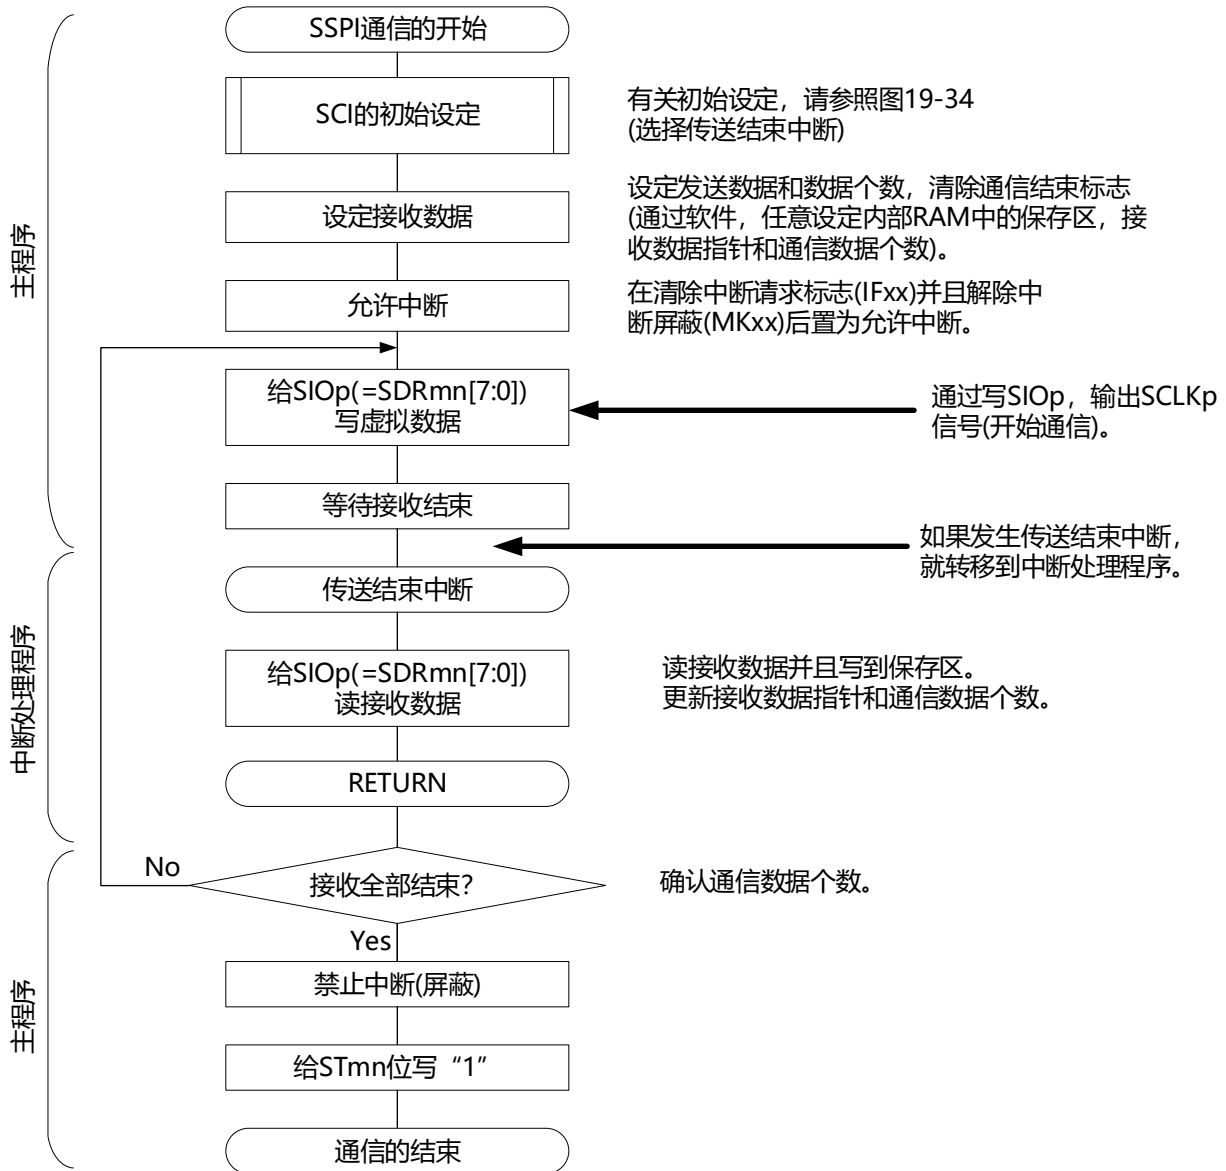 SSPI通信的开始
SCI的初始设定
有关初始设定，请参照图19-34
(选择传送结束中断)
设定接收数据
设定发送数据和数据个数，清除通信结束标志
(通过软件，任意设定内部RAM中的保存区，接
收数据指针和通信数据个数)。
主程序
允许中断
在清除中断请求标志(IFxx)并且解除中
断屏蔽(MKxx)后置为允许中断。
给SIOp(=SDRmn[7:0])
写虚拟数据
通过写SIOp，输出SCLKp
信号(开始通信)。
等待接收结束
如果发生传送结束中断，
就转移到中断处理程序。
传送结束中断
中断处理程序
给SIOp(=SDRmn[7:0])
读接收数据
读接收数据并且写到保存区。
更新接收数据指针和通信数据个数。
RETURN
No
接收全部结束？
确认通信数据个数。
Yes
禁止中断(屏蔽)
主程序
给STmn位写“1”
通信的结束